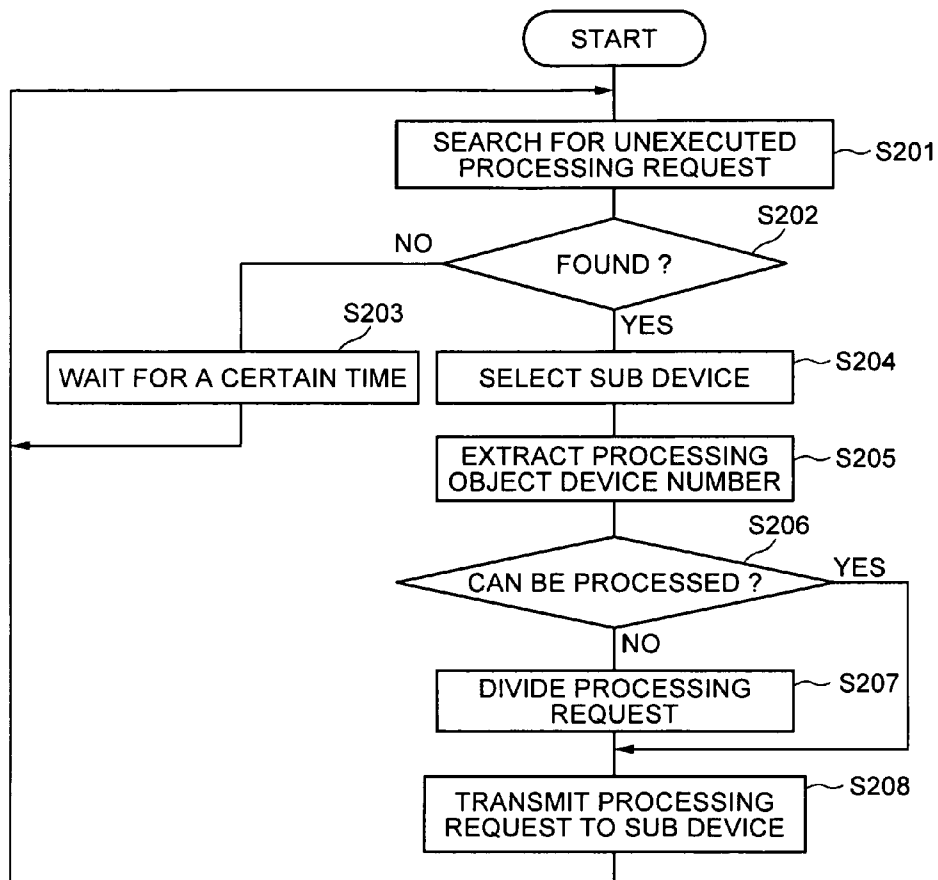 START
SEARCH FOR UNEXECUTED
PROCESSING REQUEST
S201
S202
NO
FOUND ?
YES
S203
WAIT FOR A CERTAIN TIME
SELECT SUB DEVICE
S204
EXTRACT PROCESSING
OBJECT DEVICE NUMBER
S205
S206
CAN BE PROCESSED ?
YES
NO
DIVIDE PROCESSING
REQUEST
S207
TRANSMIT PROCESSING
REQUEST TO SUB DEVICE
S208